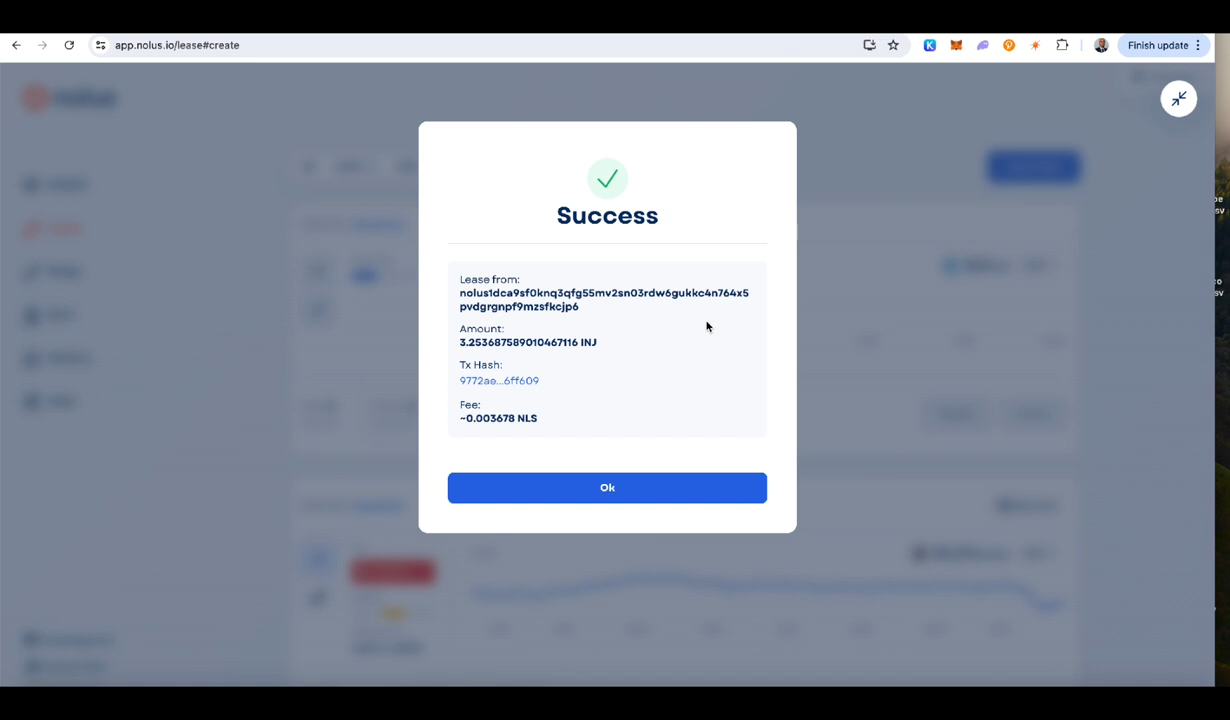 app.nolus.io/lease#create
Finish update
Success
Lease from:
nolus1dca9sf0knq3qfg55mv2sn03rdw6gukkc4n764x5
pvdgrgnpf9mzsfkcjp6
Amount:
3.253687589010467116 INJ
Tx Hash:
9772ae...6ff609
Fee:
~0.003678 NLS
Ok